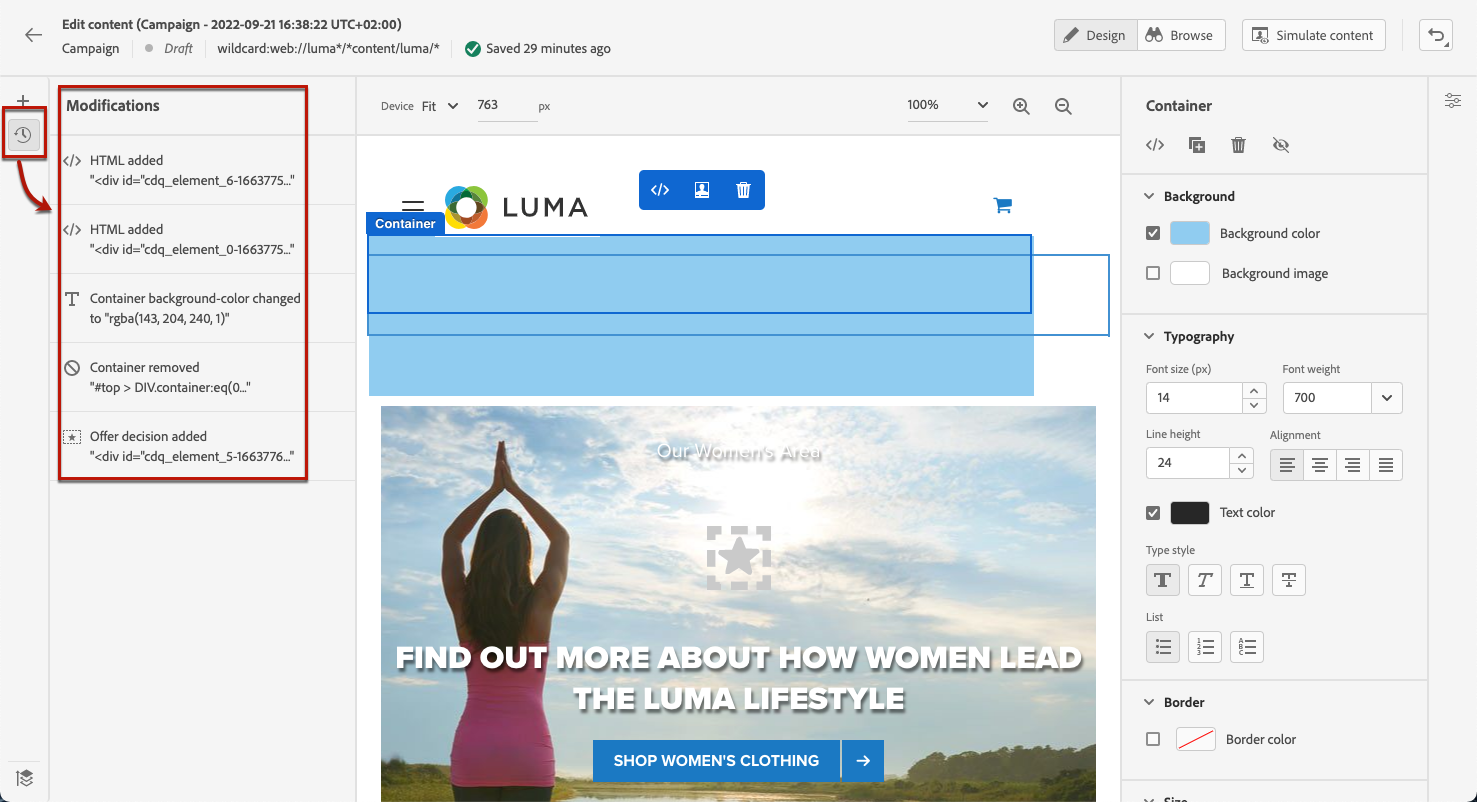 Edit content (Campaign - 2022-09-21 16:38:22 UTC+02:00)
Campaign
Draft
wildcard:web://luma*/*content/luma/*
Saved 29 minutes ago
Design
Browse
Simulate content
Modifications
HTML added
"<div id="cdq_element_6-1663775..."
HTML added
"<div id="cdq_element_0-1663775..."
Container background-color changed
to "rgba(143, 204, 240, 1)"
Container removed
"#top > DIV.container:eq(0..."
Offer decision added
"<div id="cdq_element_5-1663776..."
Device
Fit
763
px
100%
LUMA
Container
Our Women's Area
FIND OUT MORE ABOUT HOW WOMEN LEAD
THE LUMA LIFESTYLE
SHOP WOMEN'S CLOTHING
Container
Background
Background color
Background image
Typography
Font size (px)
Font weight
14
700
Line height
Alignment
24
Text color
Type style
List
Border
Border color
Size